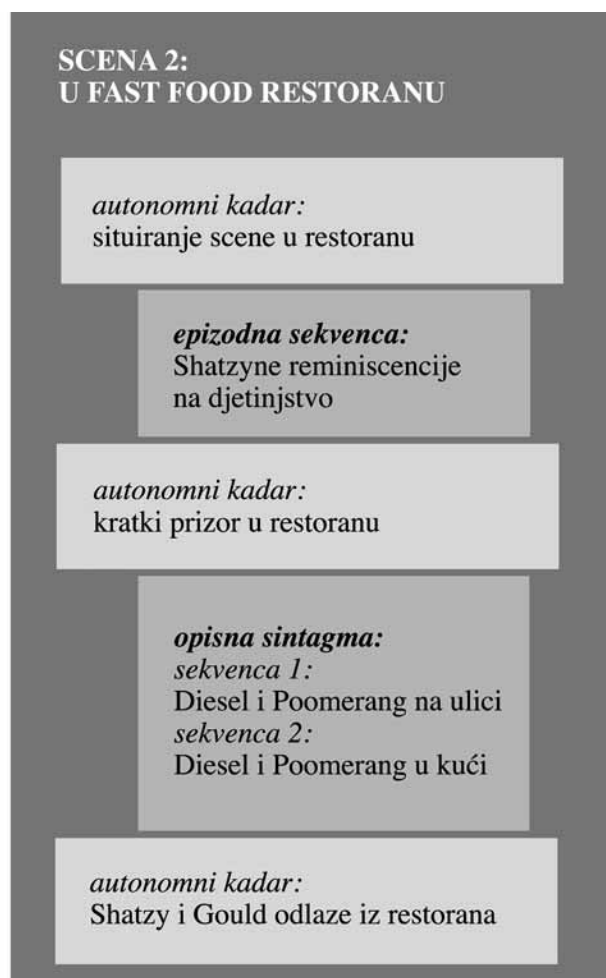 SCENA 2:
U FAST FOOD RESTORANU
autonomni kadar:
situiranje scene u restoranu
epizodna sekvenca:
Shatzyne reminiscencije
na djetinjstvo
autonomni kadar:
kratki prizor u restoranu
opisna sintagma:
sekvenca 1:
Diesel i Poomerang na ulici
sekvenca 2:
Diesel i Poomerang u kući
autonomni kadar:
Shatzy i Gould odlaze iz restorana